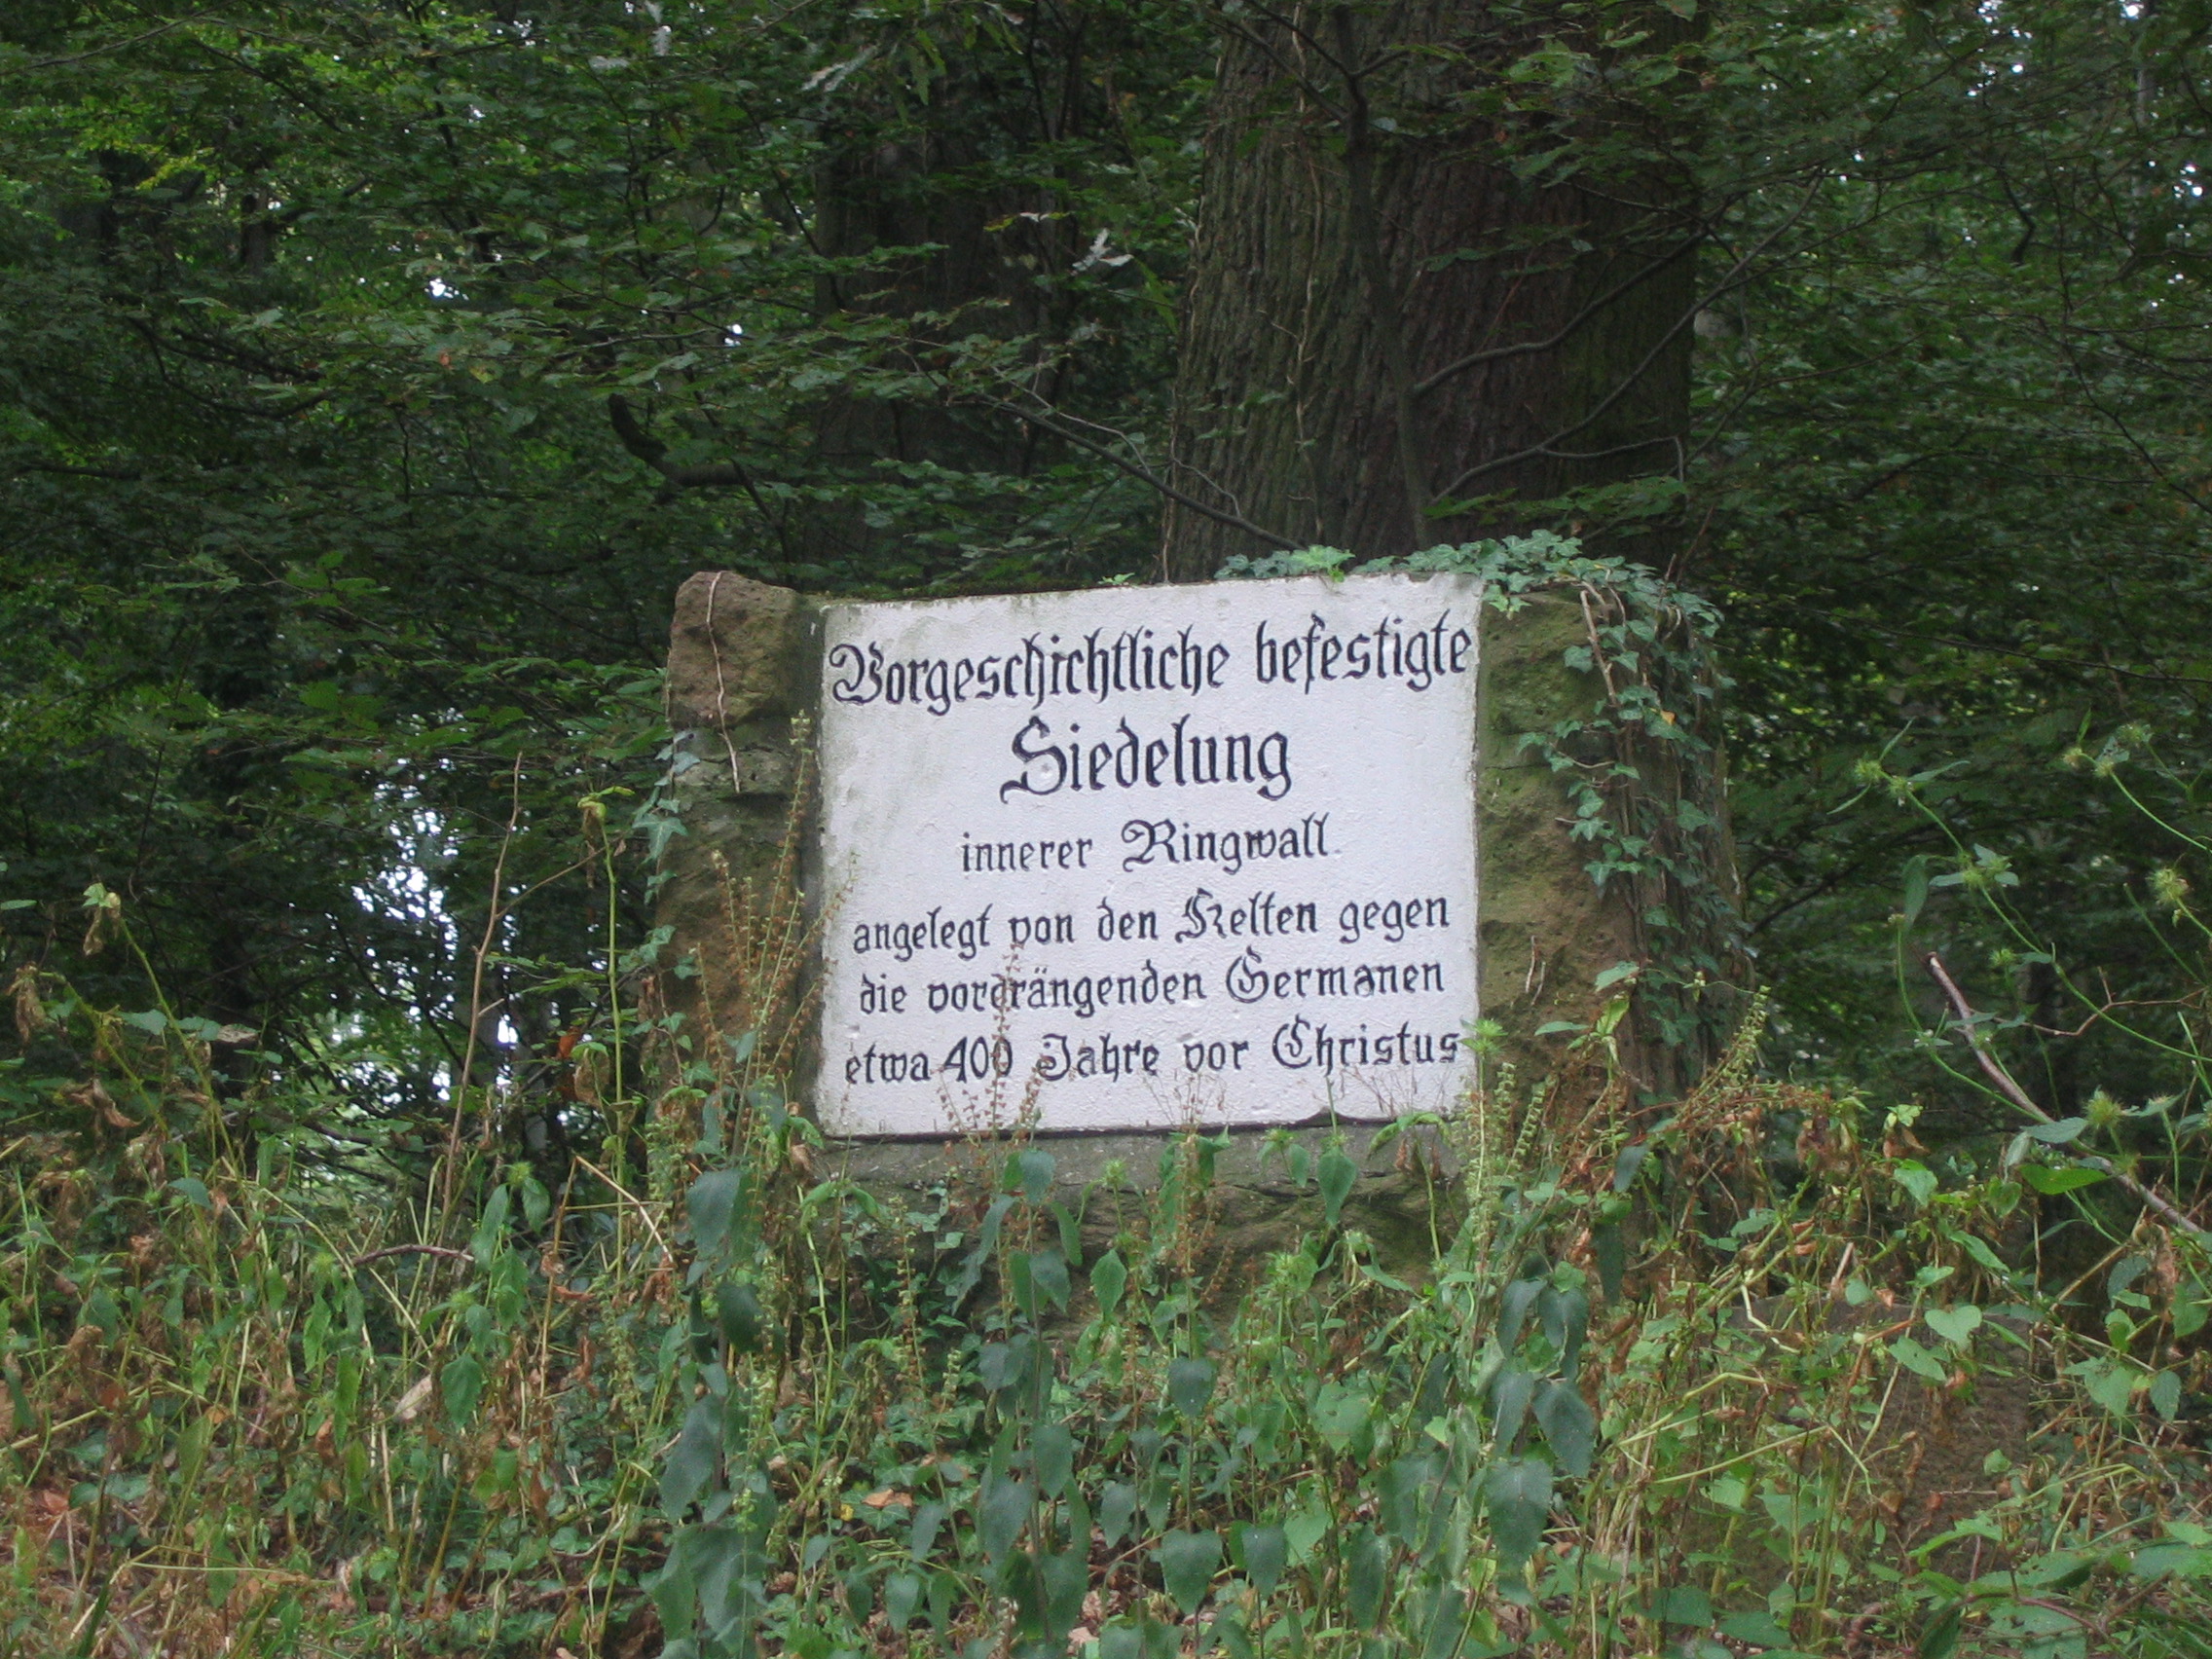 Vorgeschichtliche befestigte
Siedelung
innerer Ringwall.
angelegt von den Kelten gegen
die vordrängenden Germanen
etwa 400 Jahre vor Christus